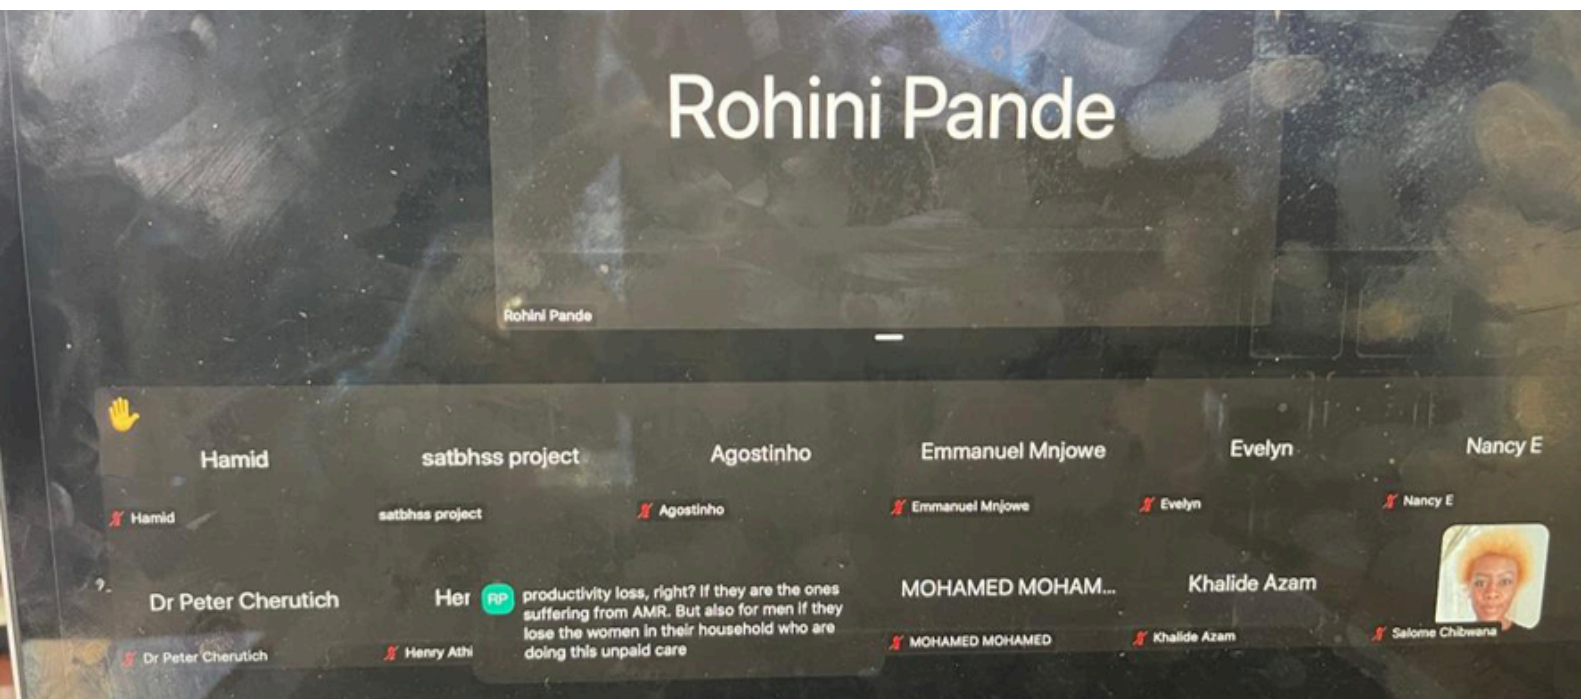 Rohini Pande
Rohini Pande
Hamid
satbhss project
Agostinho
Emmanuel Mnjowe
Evelyn
Nancy E
Hamid
satbhss project
Agostinho
Emmanuel Mnjowe
Evelyn
Nancy E
Dr Peter Cherutich
Her
RP
productivity loss, right? If they are the ones
suffering from AMR. But also for men if they
lose the women in their household who are
doing this unpaid care
MOHAMED MOHAM...
Khalide Azam
Dr Peter Cherutich
Henry Athi
MOHAMED MOHAMED
Khalide Azam
Salome Chibwana